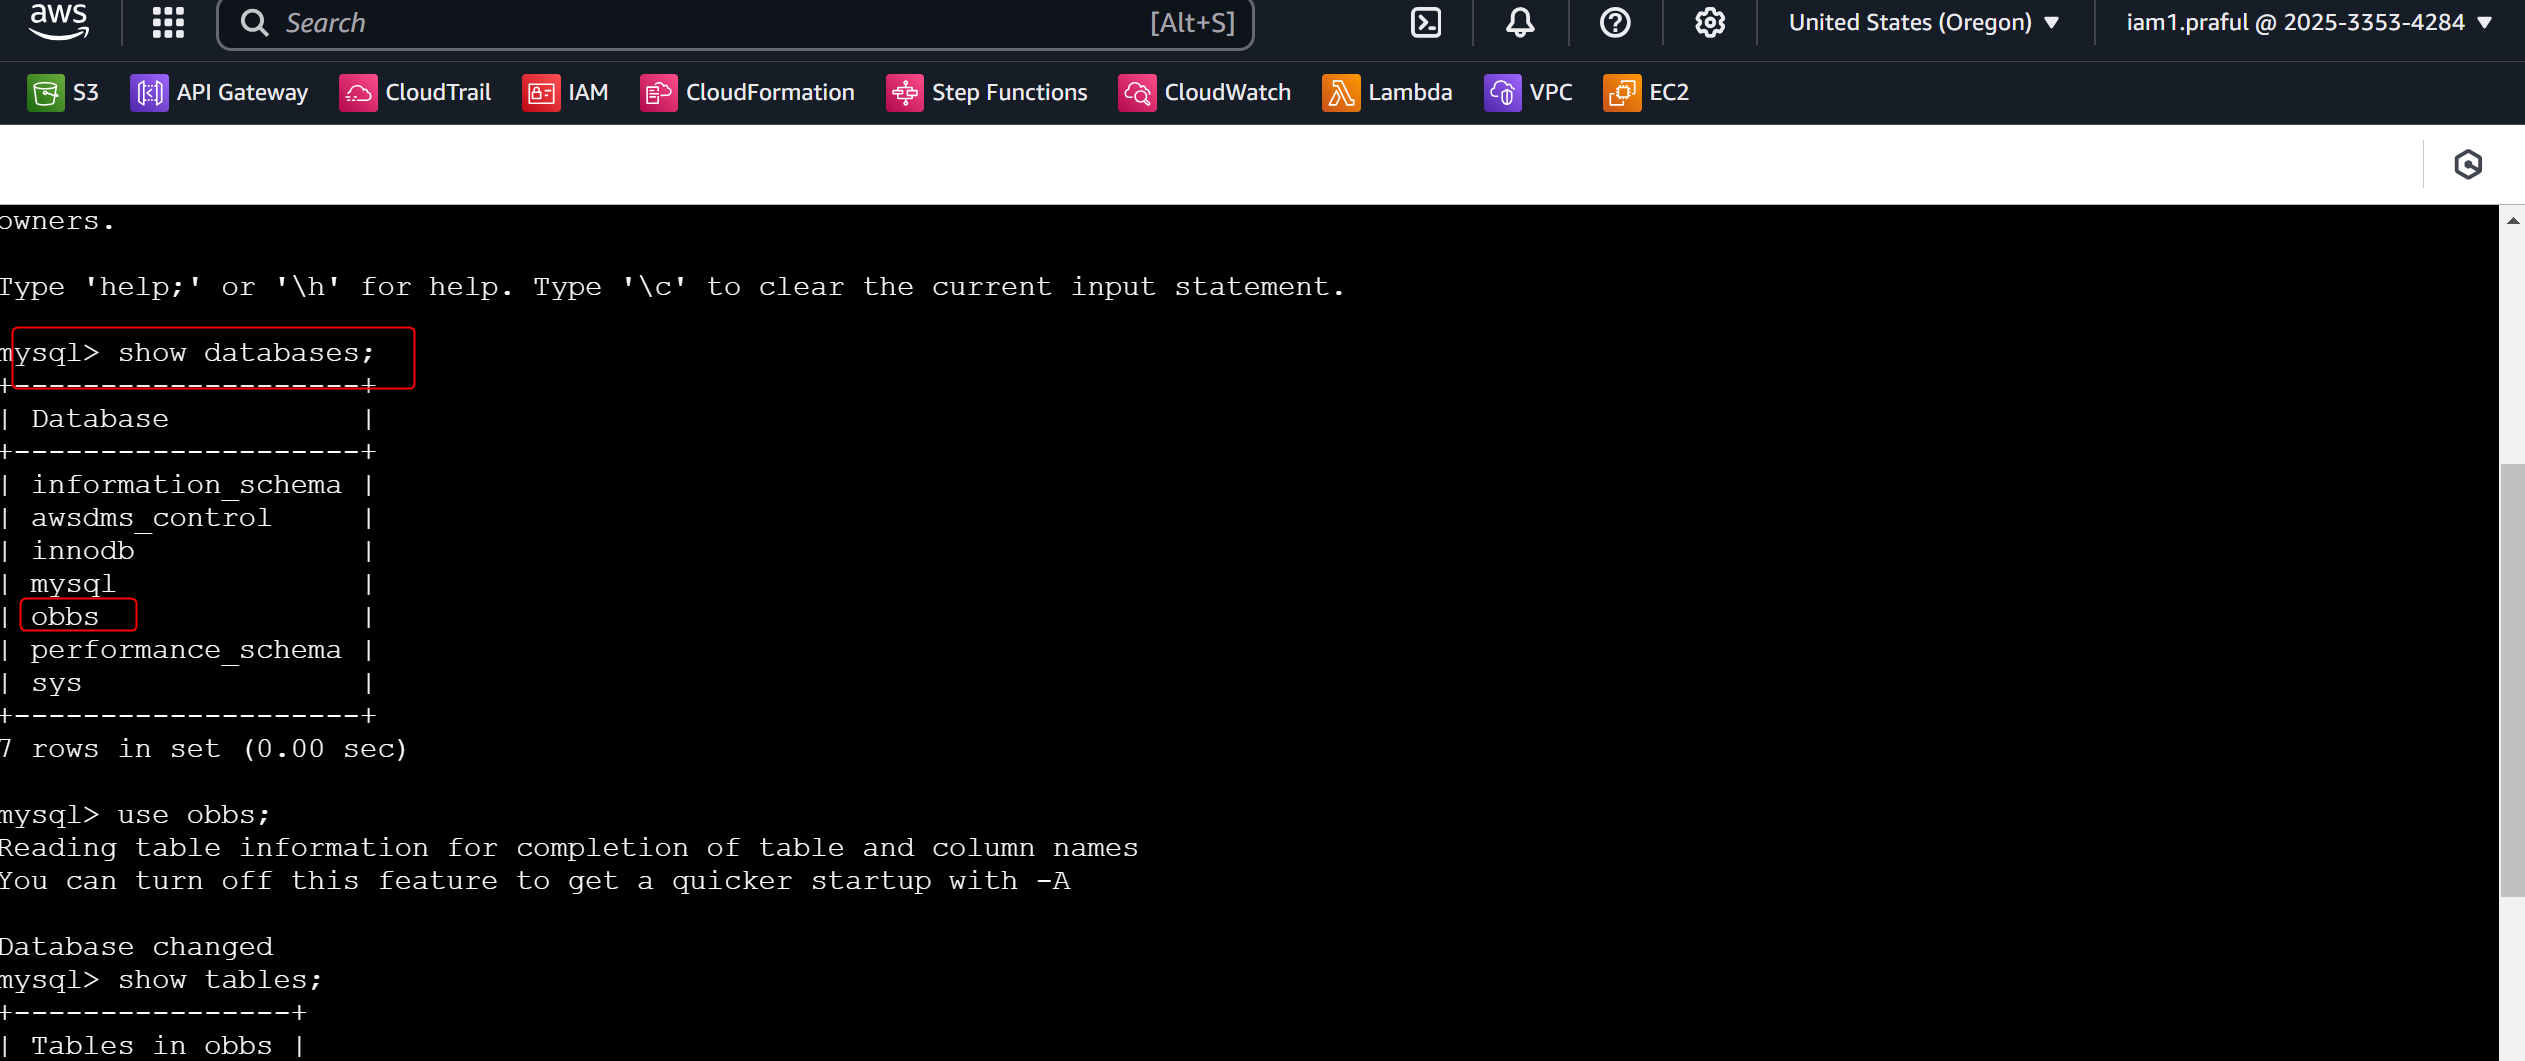 aws Search [Alt+S] United States (Oregon) iam1.praful @ 2025-3353-4284
S3 API Gateway CloudTrail IAM CloudFormation Step Functions CloudWatch Lambda VPC EC2
owners.
Type 'help;' or '\h' for help. Type '\c' to clear the current input statement.
mysql> show databases;
+--------------------+
| Database           |
+--------------------+
| information_schema |
| awsdms_control     |
| innodb             |
| mysql              |
| obbs               |
| performance_schema |
| sys                |
+--------------------+
7 rows in set (0.00 sec)
mysql> use obbs;
Reading table information for completion of table and column names
You can turn off this feature to get a quicker startup with -A
Database changed
mysql> show tables;
+----------------+
| Tables in obbs |